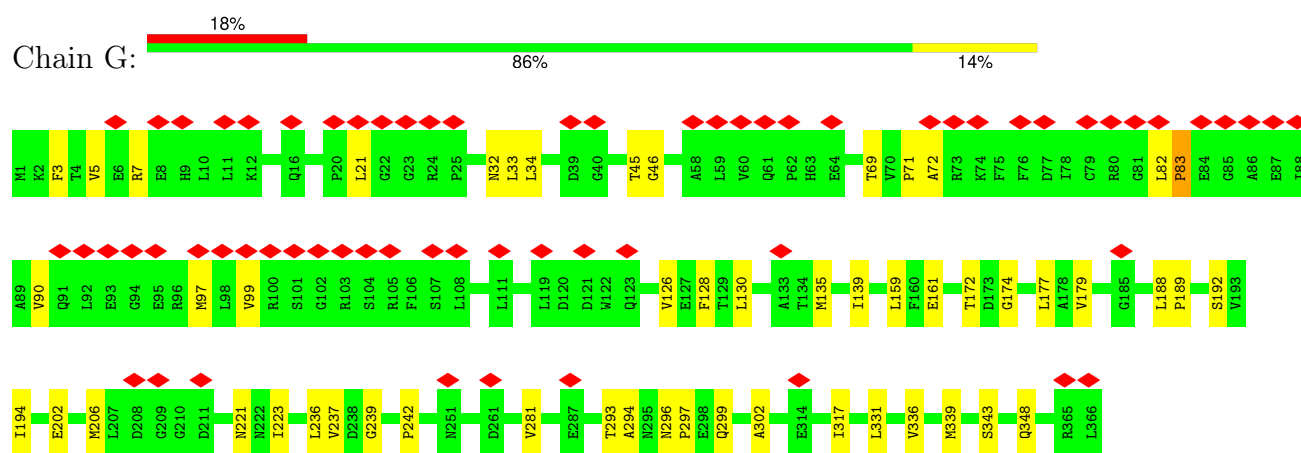 18%
Chain G:
86% 14%
M1 K2 F3 T4 V5 E6 R7 E8 H9 L10 L11 K12 Q16 P20 L21 G22 G23 R24 P25 N32 L33 L34 D39 G40 T45 G46 A58 L59 V60 Q61 P62 H63 E64 T69 V70 P71 A72 R73 K74 F75 F76 D77 I78 C79 R80 G81 L82 P83 E84 G85 A86 E87 I88
A89 V90 Q91 L92 E93 G94 E95 R96 M97 L98 V99 R100 S101 G102 R103 S104 R105 F106 S107 L108 L111 L119 D120 D121 W122 Q123 V126 E127 F128 T129 L130 A133 T134 M135 I139 L159 F160 E161 T172 D173 G174 L177 A178 V179 G185 L188 P189 S192 V193
I194 E202 M206 L207 D208 G209 G210 D211 N221 N222 I223 L236 V237 D238 G239 P242 N251 D261 V281 E287 T293 A294 N295 N296 P297 E298 Q299 A302 E314 I317 L331 V336 M339 S343 Q348 R365 L366